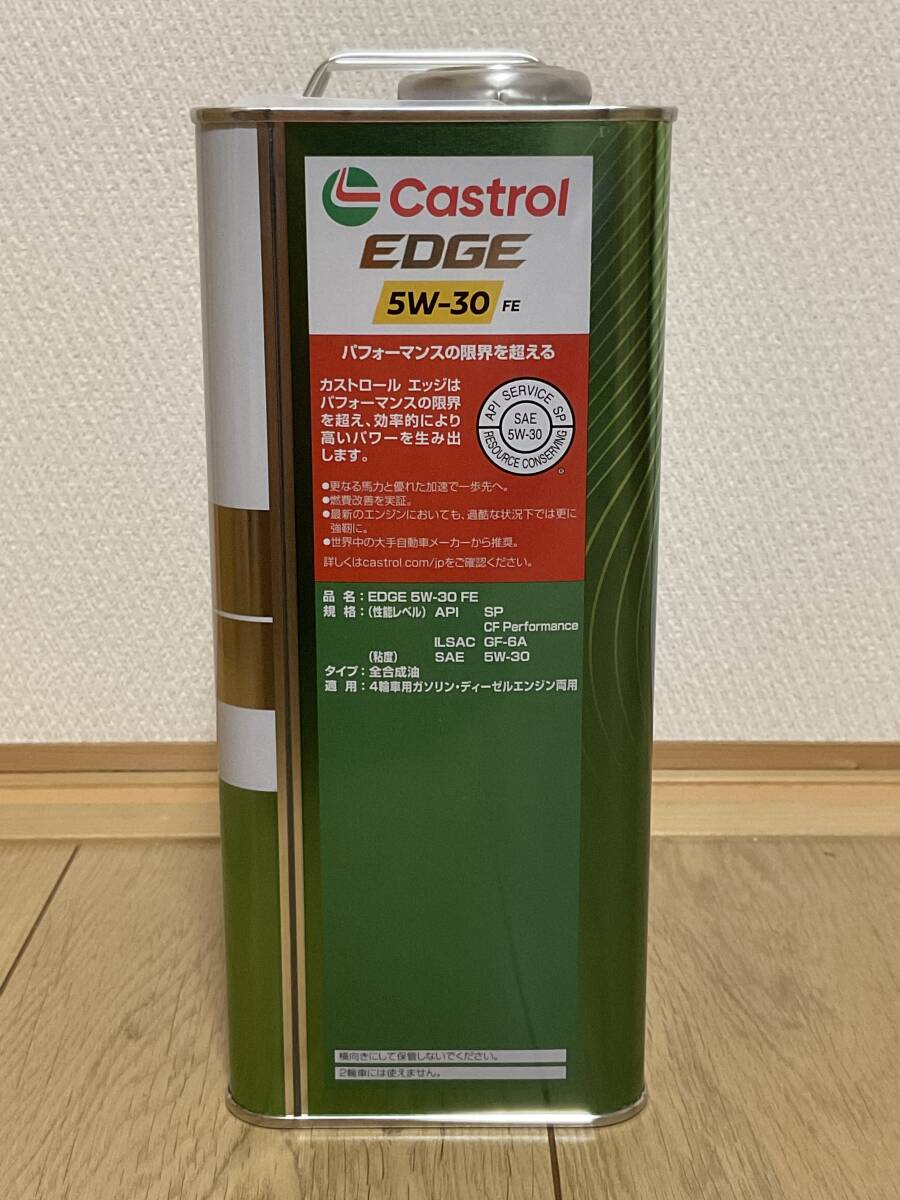 Castrol
EDGE
5W-30 FE
パフォーマンスの限界を超える
カストロール エッジは
パフォーマンスの限界
を超え、効率的により
高いパワーを生み出
します。
API SERVICE SP
SAE
5W-30
RESOURCE CONSERVING
●更なる馬力と優れた加速で一歩先へ。
●燃費改善を実証。
●最新のエンジンにおいても、過酷な状況下では更に
強靭に。
●世界中の大手自動車メーカーから推奨。
詳しくはcastrol.com/jpをご確認ください。
品 名：EDGE 5W-30 FE
規 格：(性能レベル) API SP
CF Performance
ILSAC GF-6A
(粘度) SAE 5W-30
タイプ：全合成油
適 用：4輪車用ガソリン・ディーゼルエンジン両用
横向きにして保管しないでください。
2輪車には使えません。